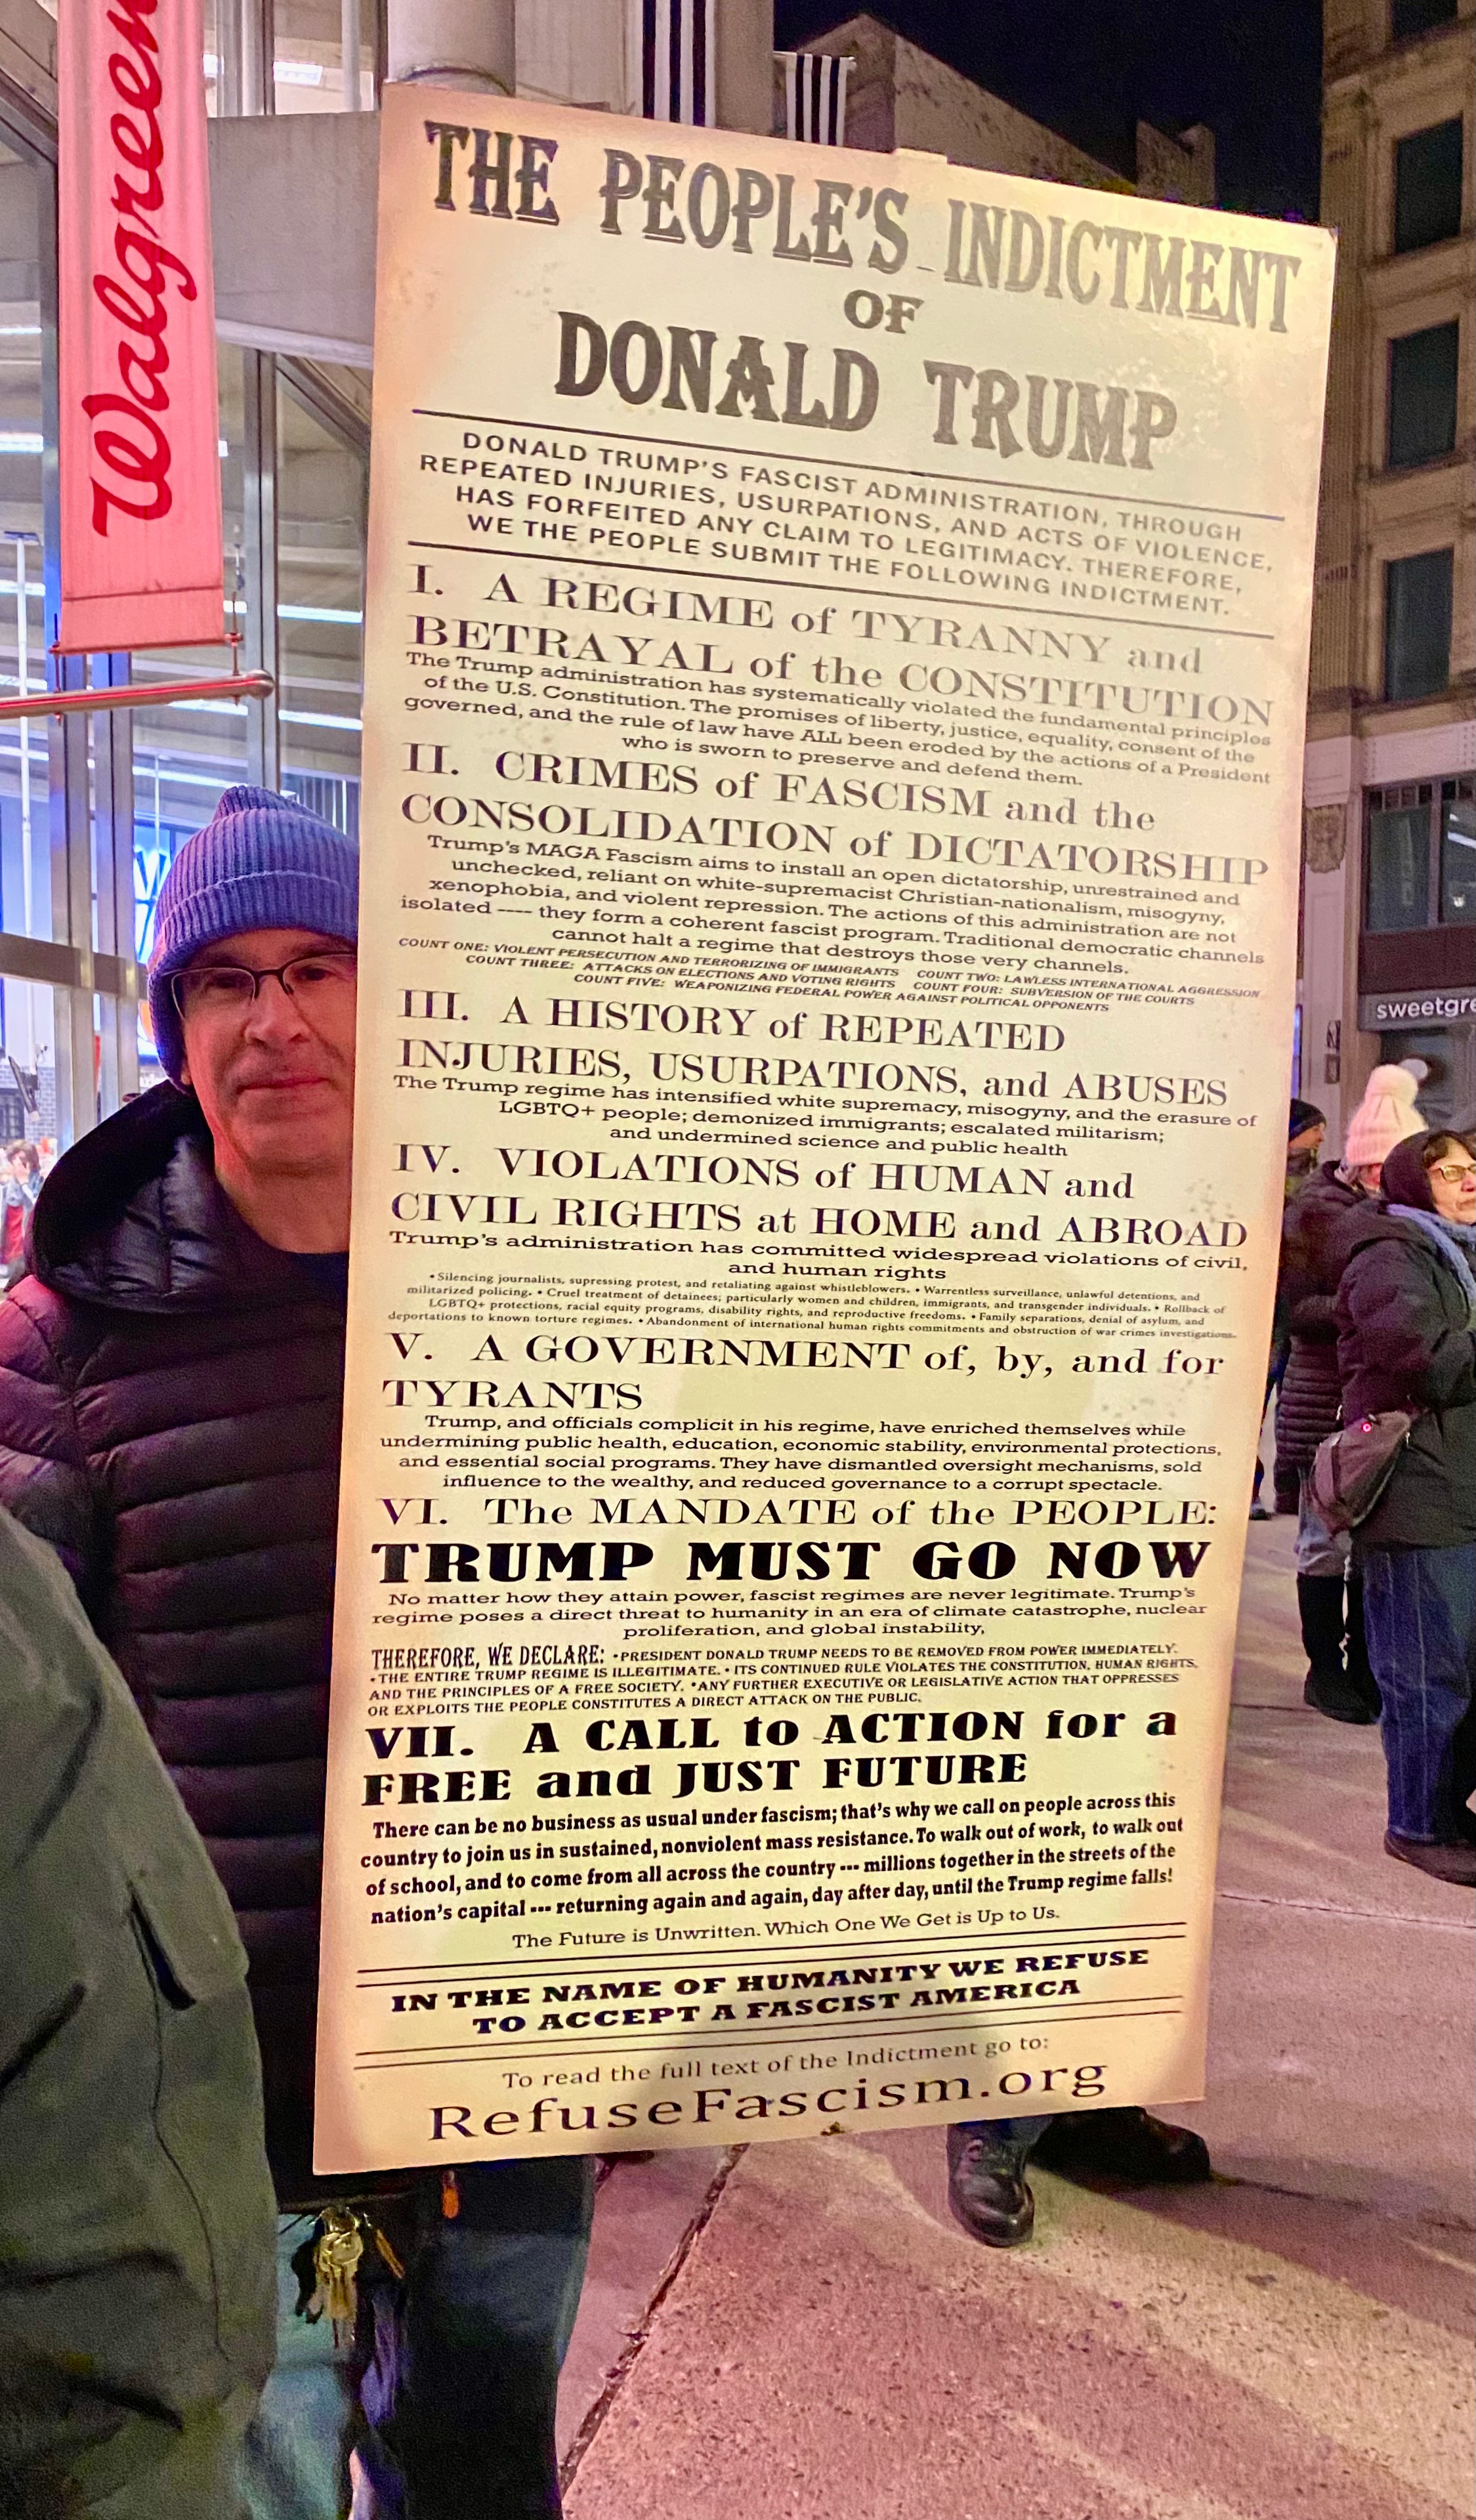 Walgreen
THE PEOPLE'S INDICTMENT
OF
DONALD TRUMP
DONALD TRUMP'S FASCIST ADMINISTRATION, THROUGH
REPEATED INJURIES, USURPATIONS, AND ACTS OF VIOLENCE,
HAS FORFEITED ANY CLAIM TO LEGITIMACY. THEREFORE,
WE THE PEOPLE SUBMIT THE FOLLOWING INDICTMENT.
I. A REGIME of TYRANNY and
BETRAYAL of the CONSTITUTION
The Trump administration has systematically violated the fundamental principles
of the U.S. Constitution. The promises of liberty, justice, equality, consent of the
governed, and the rule of law have ALL been eroded by the actions of a President
who is sworn to preserve and defend them.
II. CRIMES of FASCISM and the
CONSOLIDATION of DICTATORSHIP
Trump's MAGA Fascism aims to install an open dictatorship, unrestrained and
unchecked, reliant on white-supremacist Christian-nationalism, misogyny,
xenophobia, and violent repression. The actions of this administration are not
isolated ---- they form a coherent fascist program. Traditional democratic channels
cannot halt a regime that destroys those very channels.
COUNT ONE: VIOLENT PERSECUTION AND TERRORIZING OF IMMIGRANTS COUNT TWO: LAWLESS INTERNATIONAL AGGRESSION
COUNT THREE: ATTACKS ON ELECTIONS AND VOTING RIGHTS COUNT FOUR: SUBVERSION OF THE COURTS
COUNT FIVE: WEAPONIZING FEDERAL POWER AGAINST POLITICAL OPPONENTS
III. A HISTORY of REPEATED
INJURIES, USURPATIONS, and ABUSES
The Trump regime has intensified white supremacy, misogyny, and the erasure of
LGBTQ+ people; demonized immigrants; escalated militarism;
and undermined science and public health
IV. VIOLATIONS of HUMAN and
CIVIL RIGHTS at HOME and ABROAD
Trump's administration has committed widespread violations of civil,
and human rights
• Silencing journalists, supressing protest, and retaliating against whistleblowers. • Warrentless surveillance, unlawful detentions, and
militarized policing. • Cruel treatment of detainees; particularly women and children, immigrants, and transgender individuals. • Rollback of
LGBTQ+ protections, racial equity programs, disability rights, and reproductive freedoms. • Family separations, denial of asylum, and
deportations to known torture regimes. • Abandonment of international human rights commitments and obstruction of war crimes investigations.
V. A GOVERNMENT of, by, and for
TYRANTS
Trump, and officials complicit in his regime, have enriched themselves while
undermining public health, education, economic stability, environmental protections,
and essential social programs. They have dismantled oversight mechanisms, sold
influence to the wealthy, and reduced governance to a corrupt spectacle.
VI. The MANDATE of the PEOPLE:
TRUMP MUST GO NOW
No matter how they attain power, fascist regimes are never legitimate. Trump's
regime poses a direct threat to humanity in an era of climate catastrophe, nuclear
proliferation, and global instability,
THEREFORE, WE DECLARE: •PRESIDENT DONALD TRUMP NEEDS TO BE REMOVED FROM POWER IMMEDIATELY.
•THE ENTIRE TRUMP REGIME IS ILLEGITIMATE. • ITS CONTINUED RULE VIOLATES THE CONSTITUTION, HUMAN RIGHTS,
AND THE PRINCIPLES OF A FREE SOCIETY. •ANY FURTHER EXECUTIVE OR LEGISLATIVE ACTION THAT OPPRESSES
OR EXPLOITS THE PEOPLE CONSTITUTES A DIRECT ATTACK ON THE PUBLIC.
VII. A CALL to ACTION for a
FREE and JUST FUTURE
There can be no business as usual under fascism; that's why we call on people across this
country to join us in sustained, nonviolent mass resistance. To walk out of work, to walk out
of school, and to come from all across the country --- millions together in the streets of the
nation's capital --- returning again and again, day after day, until the Trump regime falls!
The Future is Unwritten. Which One We Get is Up to Us.
IN THE NAME OF HUMANITY WE REFUSE
TO ACCEPT A FASCIST AMERICA
To read the full text of the Indictment go to:
RefuseFascism.org
sweetgre